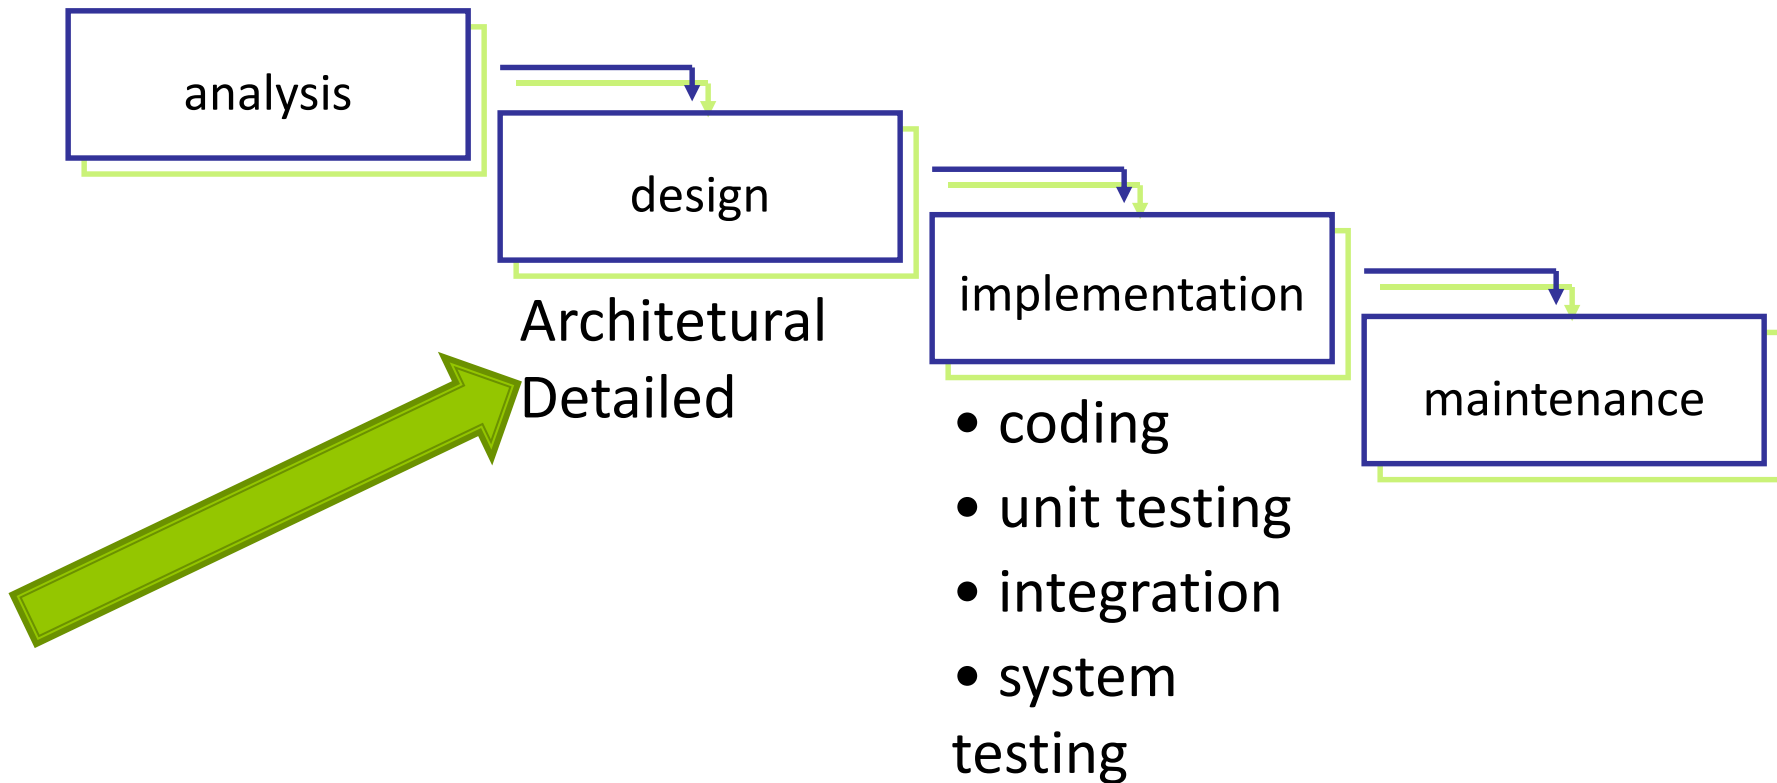 analysis
design
Architetural
Detailed
implementation
• coding
• unit testing
• integration
• system
testing
maintenance